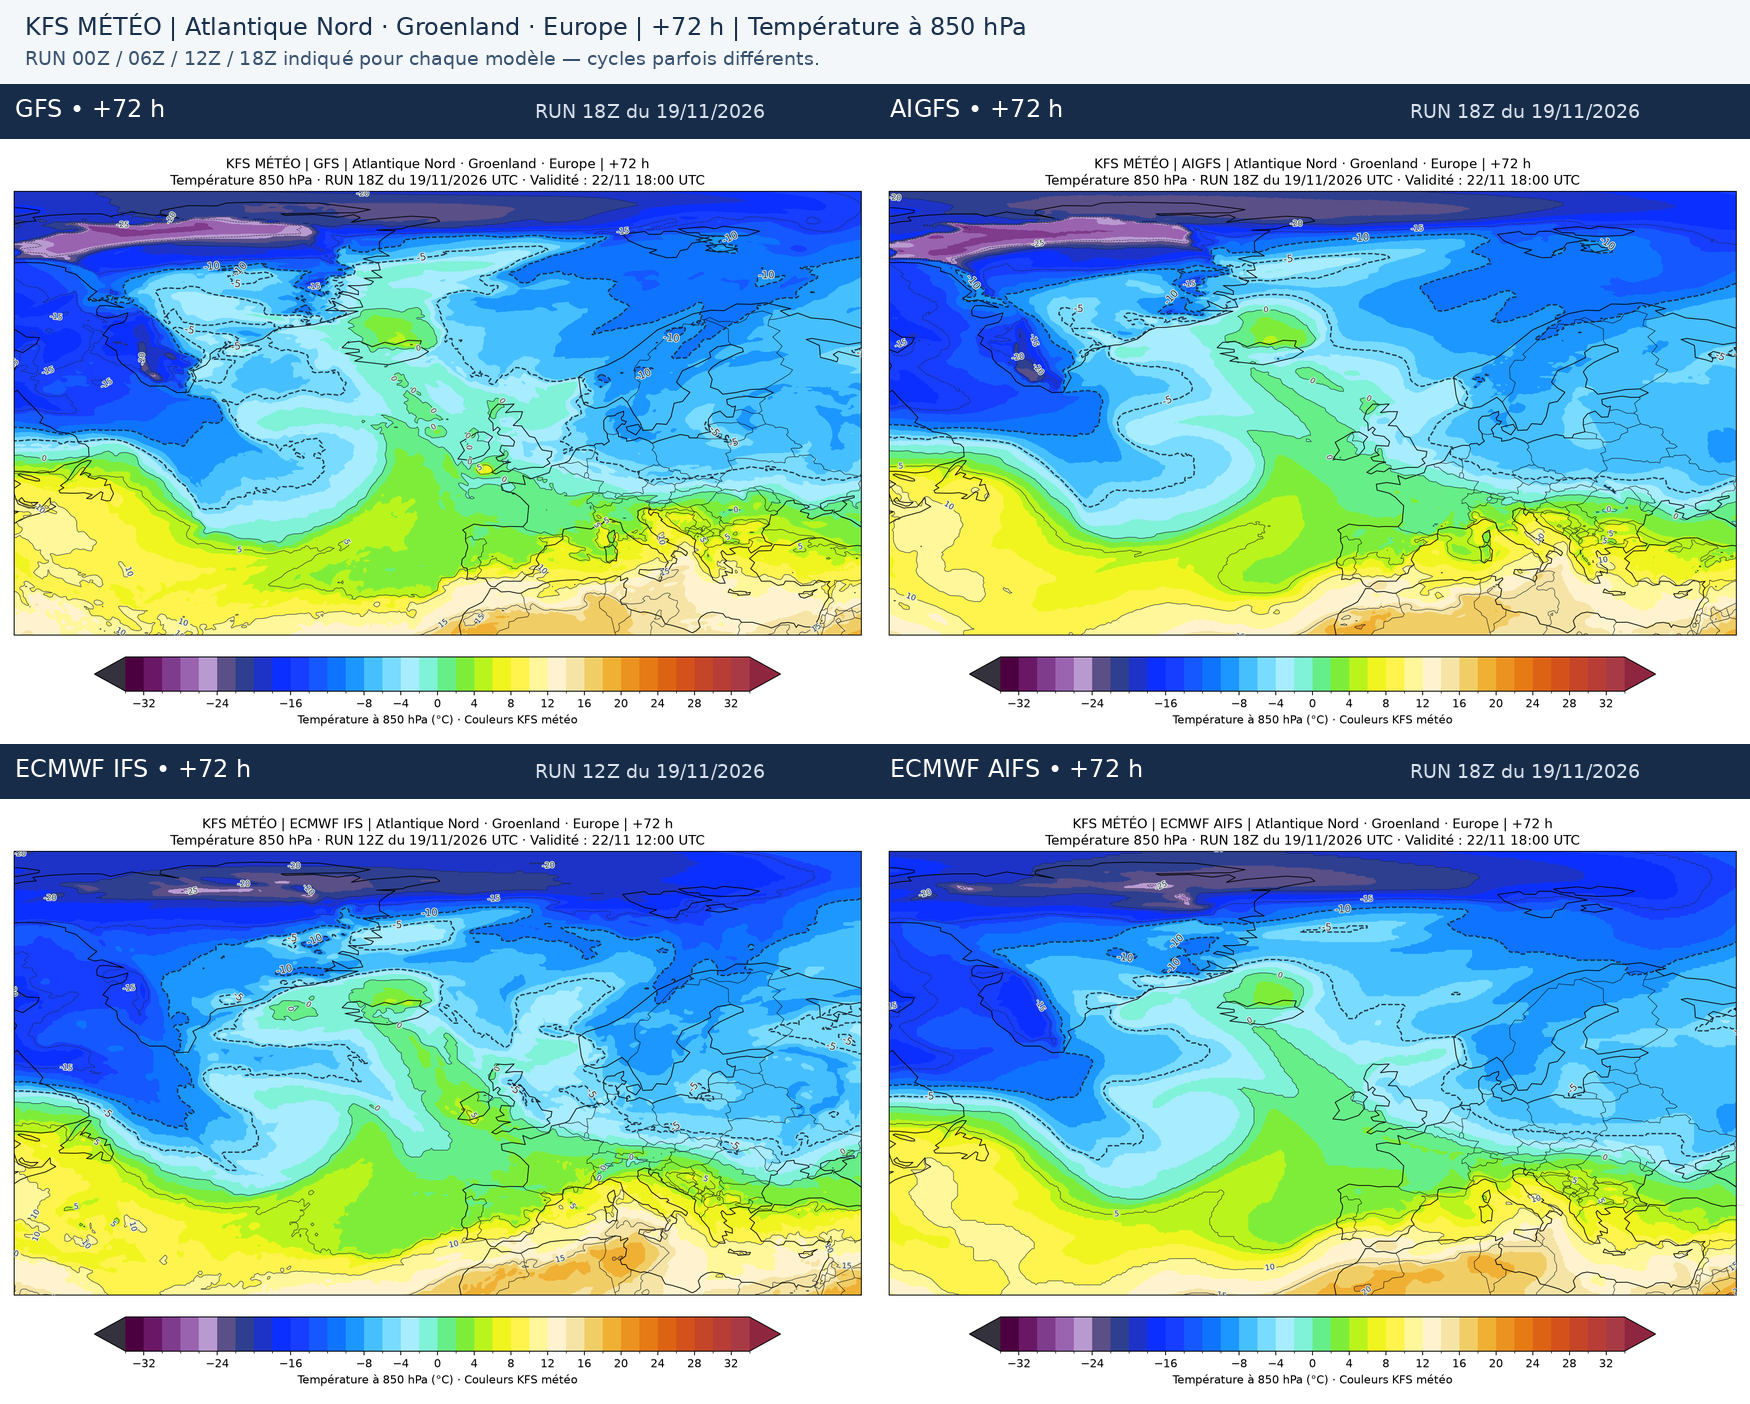 KFS MÉTÉO | Atlantique Nord · Groenland · Europe | +72 h | Température à 850 hPa
RUN 00Z / 06Z / 12Z / 18Z indiqué pour chaque modèle — cycles parfois différents.
GFS • +72 h
RUN 18Z du 19/11/2026
AIGFS • +72 h
RUN 18Z du 19/11/2026
KFS MÉTÉO | GFS | Atlantique Nord · Groenland · Europe | +72 h
Température 850 hPa · RUN 18Z du 19/11/2026 UTC · Validité : 22/11 18:00 UTC
KFS MÉTÉO | AIGFS | Atlantique Nord · Groenland · Europe | +72 h
Température 850 hPa · RUN 18Z du 19/11/2026 UTC · Validité : 22/11 18:00 UTC
−32 −24 −16 −8 −4 0 4 8 12 16 20 24 28 32
Température à 850 hPa (°C) · Couleurs KFS météo
−32 −24 −16 −8 −4 0 4 8 12 16 20 24 28 32
Température à 850 hPa (°C) · Couleurs KFS météo
ECMWF IFS • +72 h
RUN 12Z du 19/11/2026
ECMWF AIFS • +72 h
RUN 18Z du 19/11/2026
KFS MÉTÉO | ECMWF IFS | Atlantique Nord · Groenland · Europe | +72 h
Température 850 hPa · RUN 12Z du 19/11/2026 UTC · Validité : 22/11 12:00 UTC
KFS MÉTÉO | ECMWF AIFS | Atlantique Nord · Groenland · Europe | +72 h
Température 850 hPa · RUN 18Z du 19/11/2026 UTC · Validité : 22/11 18:00 UTC
−32 −24 −16 −8 −4 0 4 8 12 16 20 24 28 32
Température à 850 hPa (°C) · Couleurs KFS météo
−32 −24 −16 −8 −4 0 4 8 12 16 20 24 28 32
Température à 850 hPa (°C) · Couleurs KFS météo